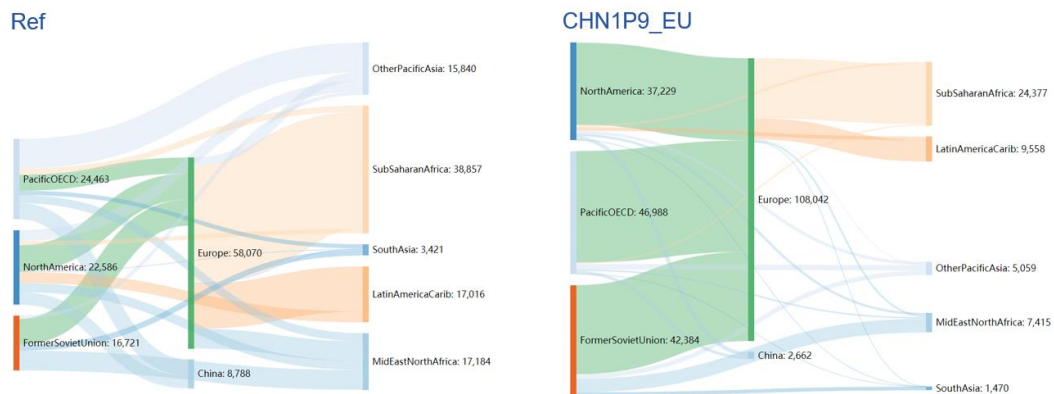 Ref
OtherPacificAsia: 15,840
SubSaharanAfrica: 38,857
PacificOECD: 24,463
SouthAsia: 3,421
Europe: 58,070
NorthAmerica: 22,586
LatinAmericaCarib: 17,016
FormerSovietUnion: 16,721
MidEastNorthAfrica: 17,184
China: 8,788
CHN1P9_EU
NorthAmerica: 37,229
SubSaharanAfrica: 24,377
LatinAmericaCarib: 9,558
Europe: 108,042
PacificOECD: 46,988
OtherPacificAsia: 5,059
MidEastNorthAfrica: 7,415
FormerSovietUnion: 42,384
China: 2,662
SouthAsia: 1,470